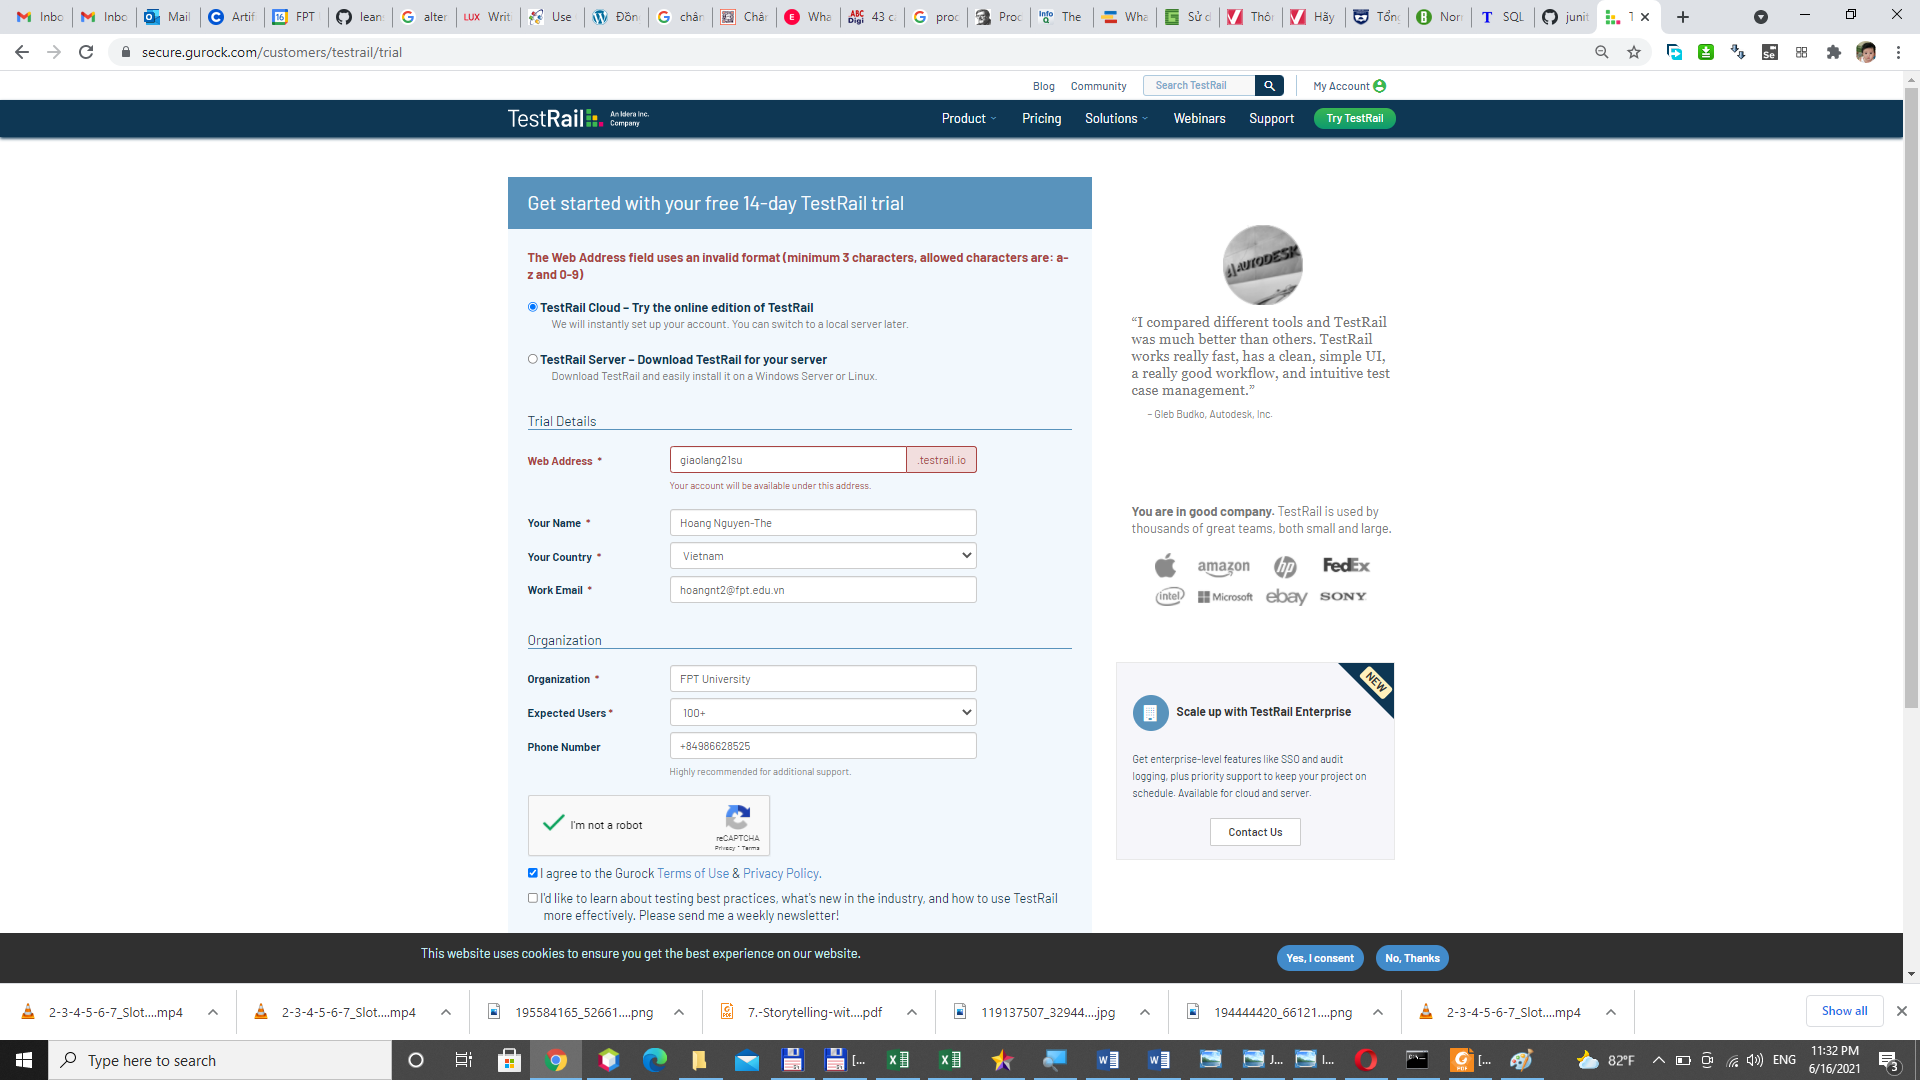 Inbo
Inbo
Mail
Artif
FPT
lean
alter
Writ
Use
Đồn
chân
Chân
Wha
43 c
prod
Proc
The
Wha
Sử d
Thôn
Hãy
Tổng
Norr
SQL
junit
secure.gurock.com/customers/testrail/trial
Blog
Community
Search TestRail
My Account
TestRail
An Idera Inc.
Company
Product
Pricing
Solutions
Webinars
Support
Try TestRail
Get started with your free 14-day TestRail trial
The Web Address field uses an invalid format (minimum 3 characters, allowed characters are: a-
z and 0-9)
TestRail Cloud – Try the online edition of TestRail
We will instantly set up your account. You can switch to a local server later.
TestRail Server – Download TestRail for your server
Download TestRail and easily install it on a Windows Server or Linux.
Trial Details
Web Address *
giaolang21su
.testrail.io
Your account will be available under this address.
Your Name *
Hoang Nguyen-The
Your Country *
Vietnam
Work Email *
hoangnt2@fpt.edu.vn
Organization
Organization *
FPT University
Expected Users *
100+
Phone Number
+84986628525
Highly recommended for additional support.
I'm not a robot
reCAPTCHA
Privacy - Terms
I agree to the Gurock Terms of Use & Privacy Policy.
I'd like to learn about testing best practices, what's new in the industry, and how to use TestRail
more effectively. Please send me a weekly newsletter!
AUTODESK
“I compared different tools and TestRail
was much better than others. TestRail
works really fast, has a clean, simple UI,
a really good workflow, and intuitive test
case management.”
– Gleb Budko, Autodesk, Inc.
You are in good company. TestRail is used by
thousands of great teams, both small and large.
amazon
hp
FedEx
intel
Microsoft
ebay
SONY
NEW
Scale up with TestRail Enterprise
Get enterprise-level features like SSO and audit
logging, plus priority support to keep your project on
schedule. Available for cloud and server.
Contact Us
This website uses cookies to ensure you get the best experience on our website.
Yes, I consent
No, Thanks
2-3-4-5-6-7_Slot....mp4
2-3-4-5-6-7_Slot....mp4
195584165_52661....png
7.-Storytelling-wit....pdf
119137507_32944....jpg
194444420_66121....png
2-3-4-5-6-7_Slot....mp4
Show all
Type here to search
[...
J...
I...
[...
82°F
ENG
11:32 PM
6/16/2021
3